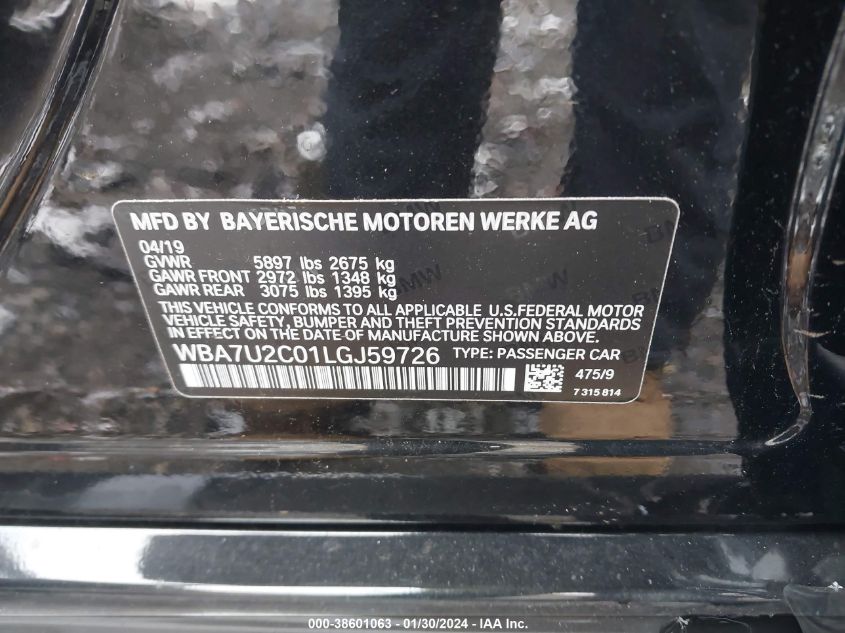 MFD BY BAYERISCHE MOTOREN WERKE AG
04/19
GVWR 5897 lbs 2675 kg
GAWR FRONT 2972 lbs 1348 kg
GAWR REAR 3075 lbs 1395 kg
THIS VEHICLE CONFORMS TO ALL APPLICABLE U.S.FEDERAL MOTOR
VEHICLE SAFETY, BUMPER AND THEFT PREVENTION STANDARDS
IN EFFECT ON THE DATE OF MANUFACTURE SHOWN ABOVE.
WBA7U2C01LGJ59726 TYPE: PASSENGER CAR
475/9
7 315 814
BMW
BMW
000-38601063 - 01/30/2024 - © IAA, Inc.